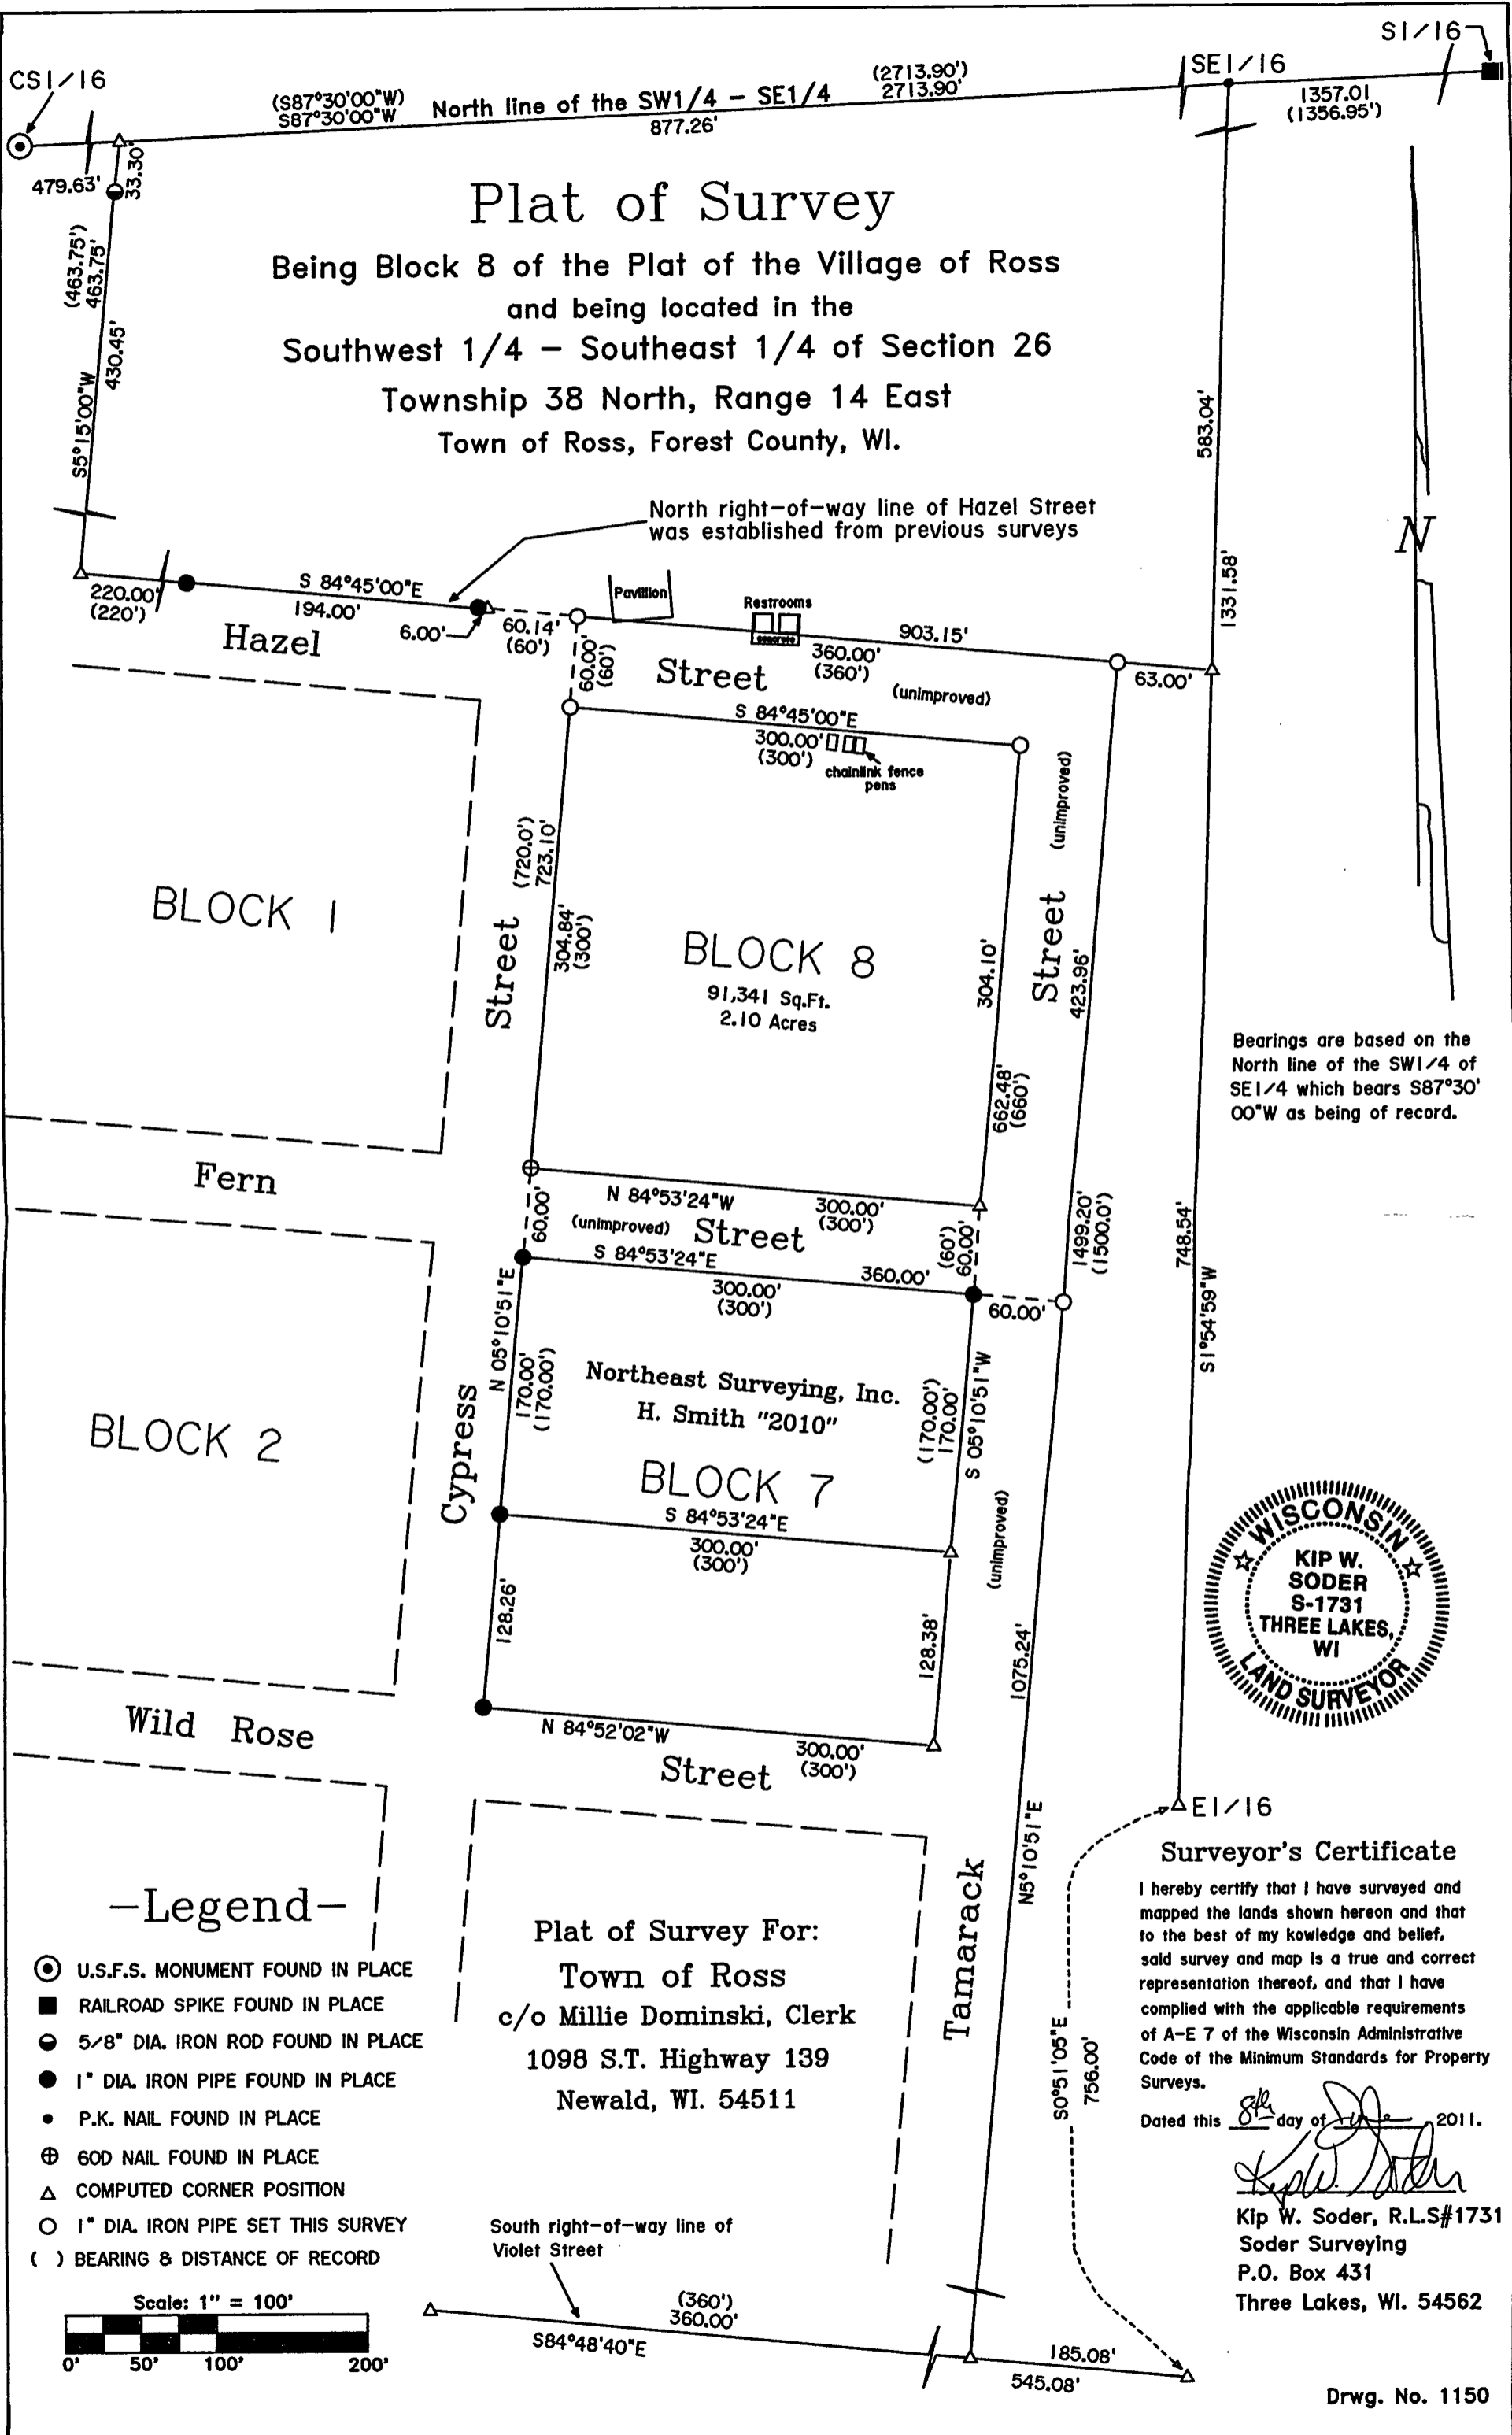 CS1/16
(S87°30'00"W)
S87°30'00"W
North line of the SW1/4 - SE1/4
877.26'
(2713.90')
2713.90'
SE1/16
S1/16
1357.01
(1356.95')
479.63'
33.30'
(463.75')
463.75'
430.45'
S5°15'00"W
Plat of Survey
Being Block 8 of the Plat of the Village of Ross
and being located in the
Southwest 1/4 - Southeast 1/4 of Section 26
Township 38 North, Range 14 East
Town of Ross, Forest County, WI.
583.04'
1331.58'
N
North right-of-way line of Hazel Street
was established from previous surveys
220.00'
(220')
S 84°45'00"E
194.00'
6.00'
60.14'
(60')
Pavillion
Restrooms
concrete
903.15'
360.00'
(360')
63.00'
Hazel
Street
(unimproved)
60.00'
(60')
S 84°45'00"E
300.00'
(300')
chainlink fence
pens
(unimproved)
Street
423.96'
BLOCK 1
(720.0')
723.10'
304.84'
(300')
Street
BLOCK 8
91,341 Sq.Ft.
2.10 Acres
304.10'
662.48'
(660')
Bearings are based on the
North line of the SW1/4 of
SE1/4 which bears S87°30'
00"W as being of record.
Fern
N 84°53'24"W
300.00'
(300')
60.00'
(unimproved)
Street
(60')
60.00'
S 84°53'24"E
360.00'
300.00'
(300')
60.00'
1499.20'
(1500.0')
748.54'
S1°54'59"W
N 05°10'51"E
170.00'
(170.00')
Northeast Surveying, Inc.
H. Smith "2010"
(170.00')
170.00'
S 05°10'51"W
BLOCK 2
Cypress
BLOCK 7
S 84°53'24"E
300.00'
(300')
(unimproved)
128.26'
128.38'
1075.24'
WISCONSIN
KIP W.
SODER
S-1731
THREE LAKES,
WI
LAND SURVEYOR
Wild Rose
N 84°52'02"W
300.00'
(300')
Street
E1/16
N5°10'51"E
Tamarack
S0°51'05"E
756.00'
Surveyor's Certificate
I hereby certify that I have surveyed and
mapped the lands shown hereon and that
to the best of my kowledge and belief,
said survey and map is a true and correct
representation thereof, and that I have
complied with the applicable requirements
of A-E 7 of the Wisconsin Administrative
Code of the Minimum Standards for Property
Surveys.
Dated this 8th day of , 2011.
Kip W. Soder
Kip W. Soder, R.L.S#1731
Soder Surveying
P.O. Box 431
Three Lakes, WI. 54562
-Legend-
U.S.F.S. MONUMENT FOUND IN PLACE
RAILROAD SPIKE FOUND IN PLACE
5/8" DIA. IRON ROD FOUND IN PLACE
1" DIA. IRON PIPE FOUND IN PLACE
P.K. NAIL FOUND IN PLACE
60D NAIL FOUND IN PLACE
COMPUTED CORNER POSITION
1" DIA. IRON PIPE SET THIS SURVEY
( ) BEARING & DISTANCE OF RECORD
Scale: 1" = 100'
0' 50' 100' 200'
Plat of Survey For:
Town of Ross
c/o Millie Dominski, Clerk
1098 S.T. Highway 139
Newald, WI. 54511
South right-of-way line of
Violet Street
(360')
360.00'
S84°48'40"E
185.08'
545.08'
Drwg. No. 1150